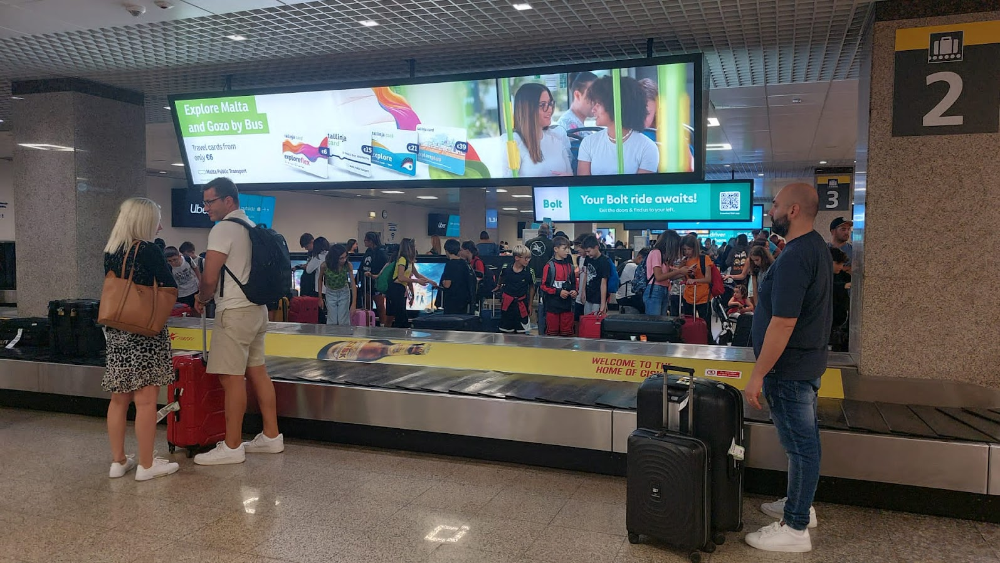 Explore Malta
and Gozo by Bus
Travel cards from
only €6
Malta Public Transport
tallinja card
exploreflex
€6
tallinja
card
€15
tallinja card
explore
€21
tallinja card
exploreplus
€39
2
3
Uber
outside
Bolt
Your Bolt ride awaits!
Exit the doors & find us to your left.
Uber
WELCOME TO THE
HOME OF CISK